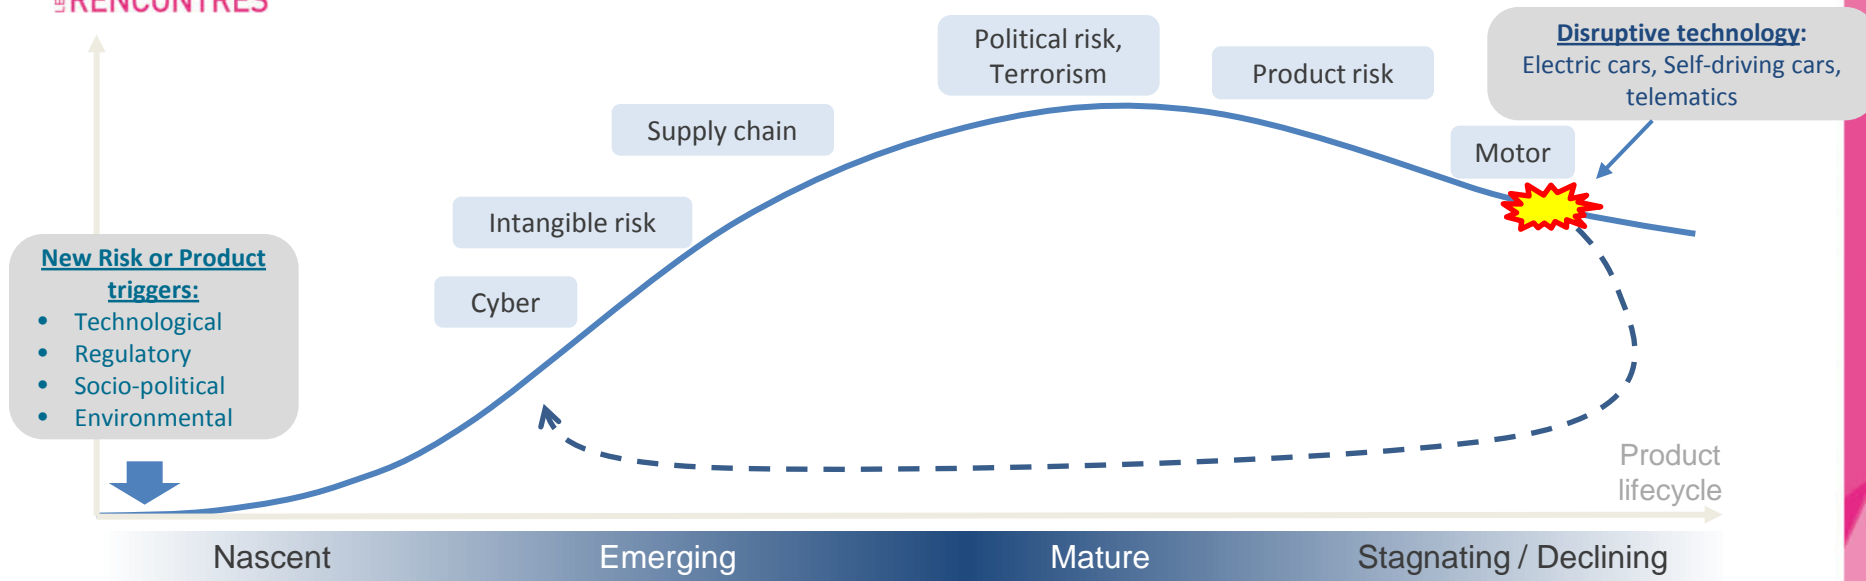 RENCONTRES
Political risk,
Terrorism
Product risk
Disruptive technology:
Electric cars, Self-driving cars,
telematics
Supply chain
Motor
Intangible risk
New Risk or Product
triggers:
• Technological
• Regulatory
• Socio-political
• Environmental
Cyber
Product
lifecycle
Nascent
Emerging
Mature
Stagnating / Declining